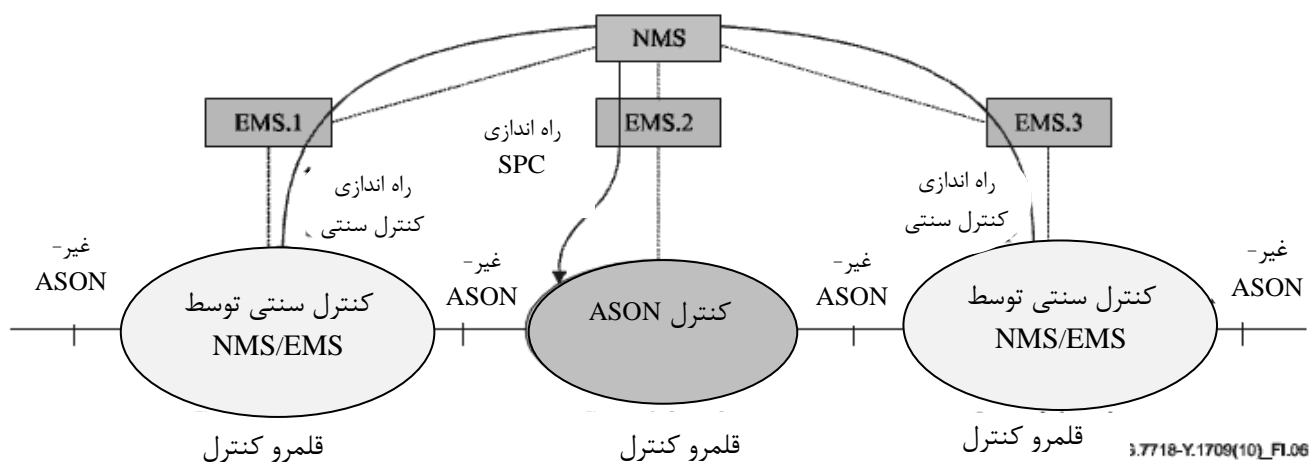 NMS
EMS.1
EMS.2
EMS.3
راه اندازی
SPC
راه اندازی
کنترل سنتی
راه اندازی
کنترل سنتی
غیر-
ASON
غیر-
ASON
غیر-
ASON
غیر-
ASON
کنترل سنتی توسط
NMS/EMS
کنترل ASON
کنترل سنتی توسط
NMS/EMS
قلمرو کنترل
قلمرو کنترل
قلمرو کنترل
.7718-Y.1709(10)_FI.06